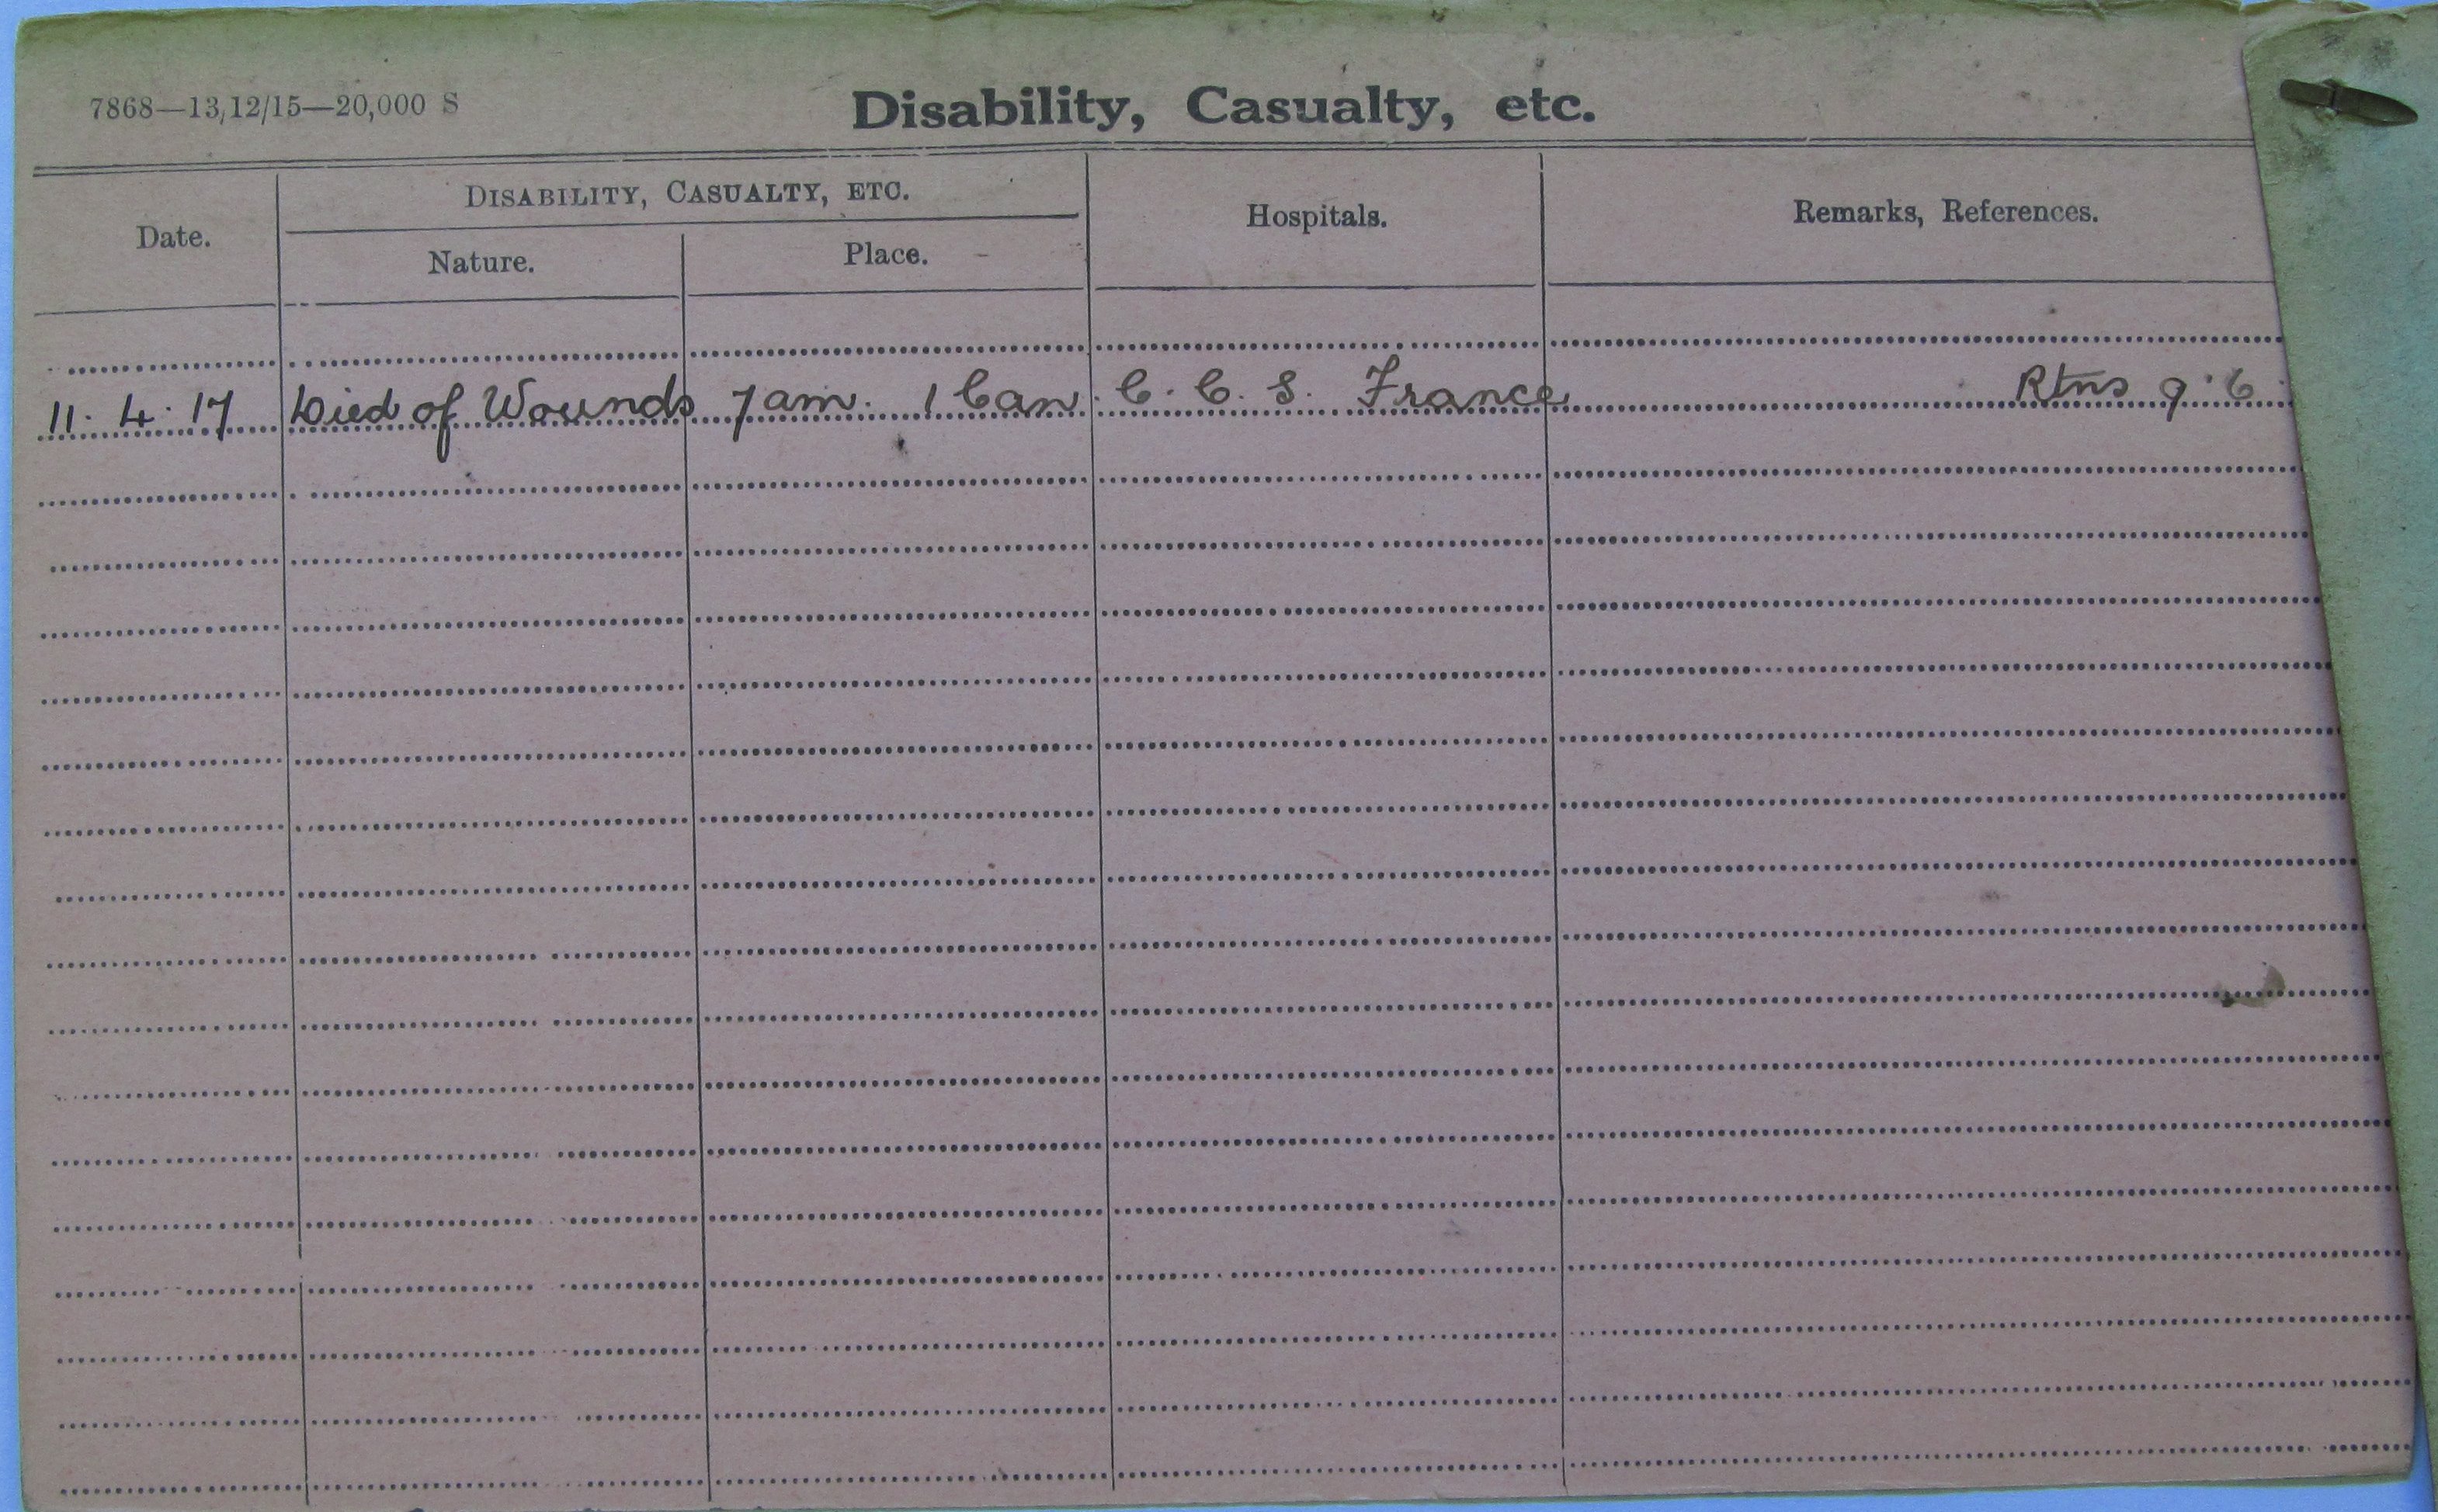 7868—13,12/15—20,000 S
Disability, Casualty, etc.
Date.
DISABILITY, CASUALTY, ETC.
Nature.
Place.
Hospitals.
Remarks, References.
11. 4. 17 Died of Wounds 7am. 1 Can. C. C. S. France Rtns 9. 6.